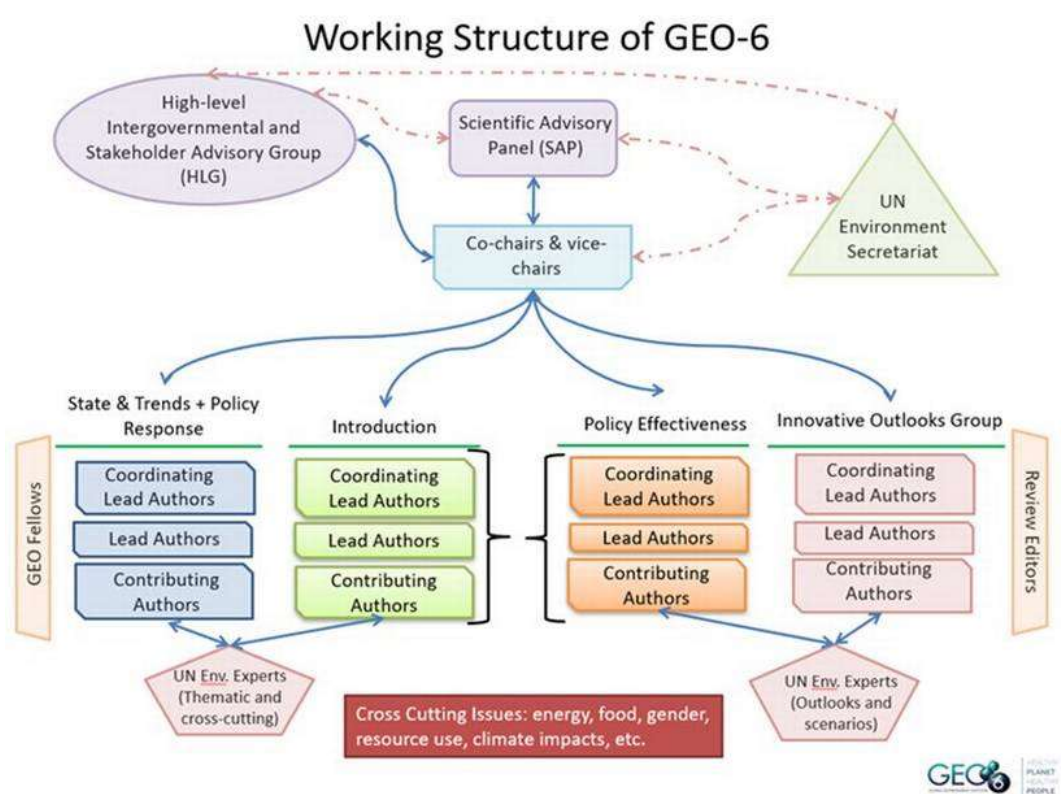 Working Structure of GEO-6
High-level
Intergovernmental and
Stakeholder Advisory Group
(HLG)
Scientific Advisory
Panel (SAP)
UN
Environment
Secretariat
Co-chairs & vice-
chairs
State & Trends + Policy
Response
Introduction
Policy Effectiveness
Innovative Outlooks Group
GEO Fellows
Coordinating
Lead Authors
Lead Authors
Contributing
Authors
Coordinating
Lead Authors
Lead Authors
Contributing
Authors
Coordinating
Lead Authors
Lead Authors
Contributing
Authors
Coordinating
Lead Authors
Lead Authors
Contributing
Authors
Review Editors
UN Env. Experts
(Thematic and
cross-cutting)
UN Env. Experts
(Outlooks and
scenarios)
Cross Cutting Issues: energy, food, gender,
resource use, climate impacts, etc.
GEO6
HEALTHY
PLANET
HEALTHY
PEOPLE